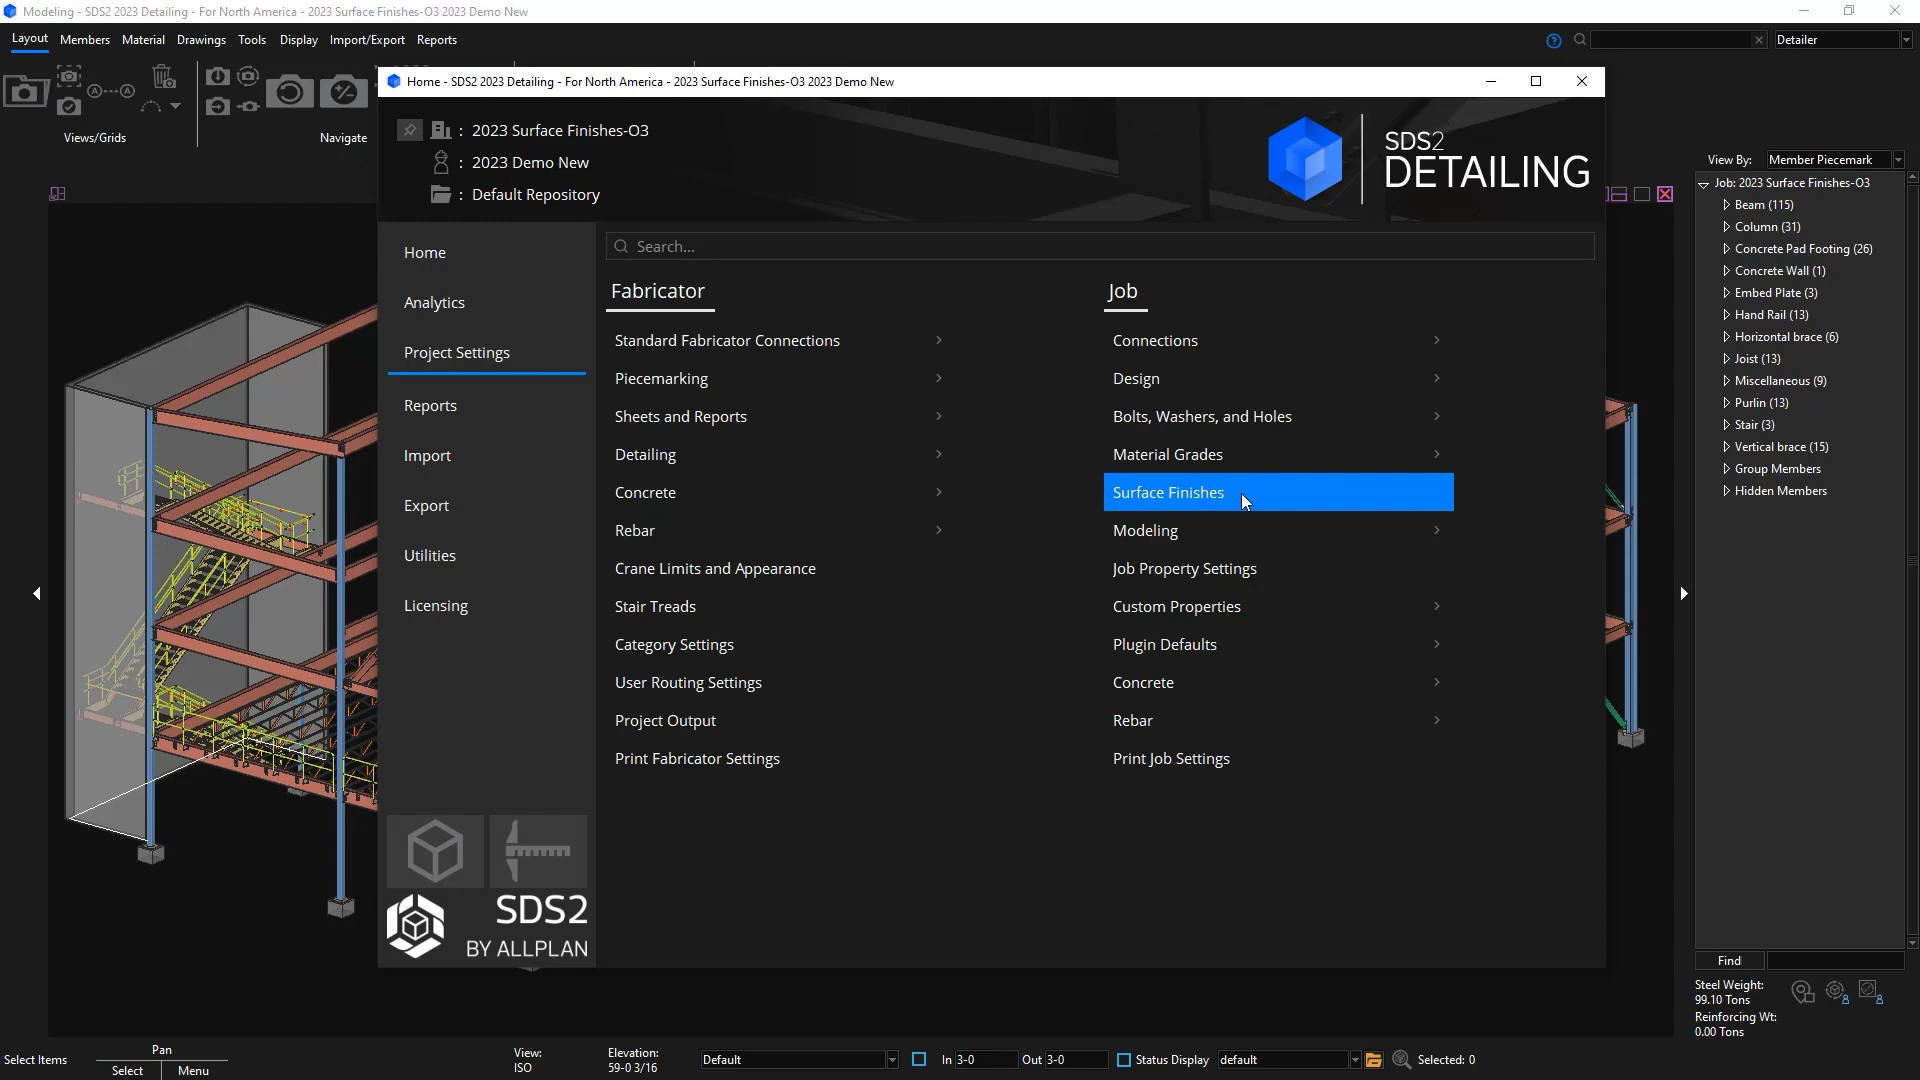 Modeling - SDS2 2023 Detailing - For North America - 2023 Surface Finishes-O3 2023 Demo New
Layout Members Material Drawings Tools Display Import/Export Reports
Detailer
Views/Grids
Navigate
Home - SDS2 2023 Detailing - For North America - 2023 Surface Finishes-O3 2023 Demo New
: 2023 Surface Finishes-O3
: 2023 Demo New
: Default Repository
SDS2
DETAILING
Home
Analytics
Project Settings
Reports
Import
Export
Utilities
Licensing
SDS2
BY ALLPLAN
Search...
Fabricator
Standard Fabricator Connections
Piecemarking
Sheets and Reports
Detailing
Concrete
Rebar
Crane Limits and Appearance
Stair Treads
Category Settings
User Routing Settings
Project Output
Print Fabricator Settings
Job
Connections
Design
Bolts, Washers, and Holes
Material Grades
Surface Finishes
Modeling
Job Property Settings
Custom Properties
Plugin Defaults
Concrete
Rebar
Print Job Settings
View By: Member Piecemark
Job: 2023 Surface Finishes-O3
Beam (115)
Column (31)
Concrete Pad Footing (26)
Concrete Wall (1)
Embed Plate (3)
Hand Rail (13)
Horizontal brace (6)
Joist (13)
Miscellaneous (9)
Purlin (13)
Stair (3)
Vertical brace (15)
Group Members
Hidden Members
Find
Steel Weight:
99.10 Tons
Reinforcing Wt:
0.00 Tons
Select Items
Pan
Select Menu
View:
ISO
Elevation:
59-0 3/16
Default
In 3-0
Out 3-0
Status Display
default
Selected: 0